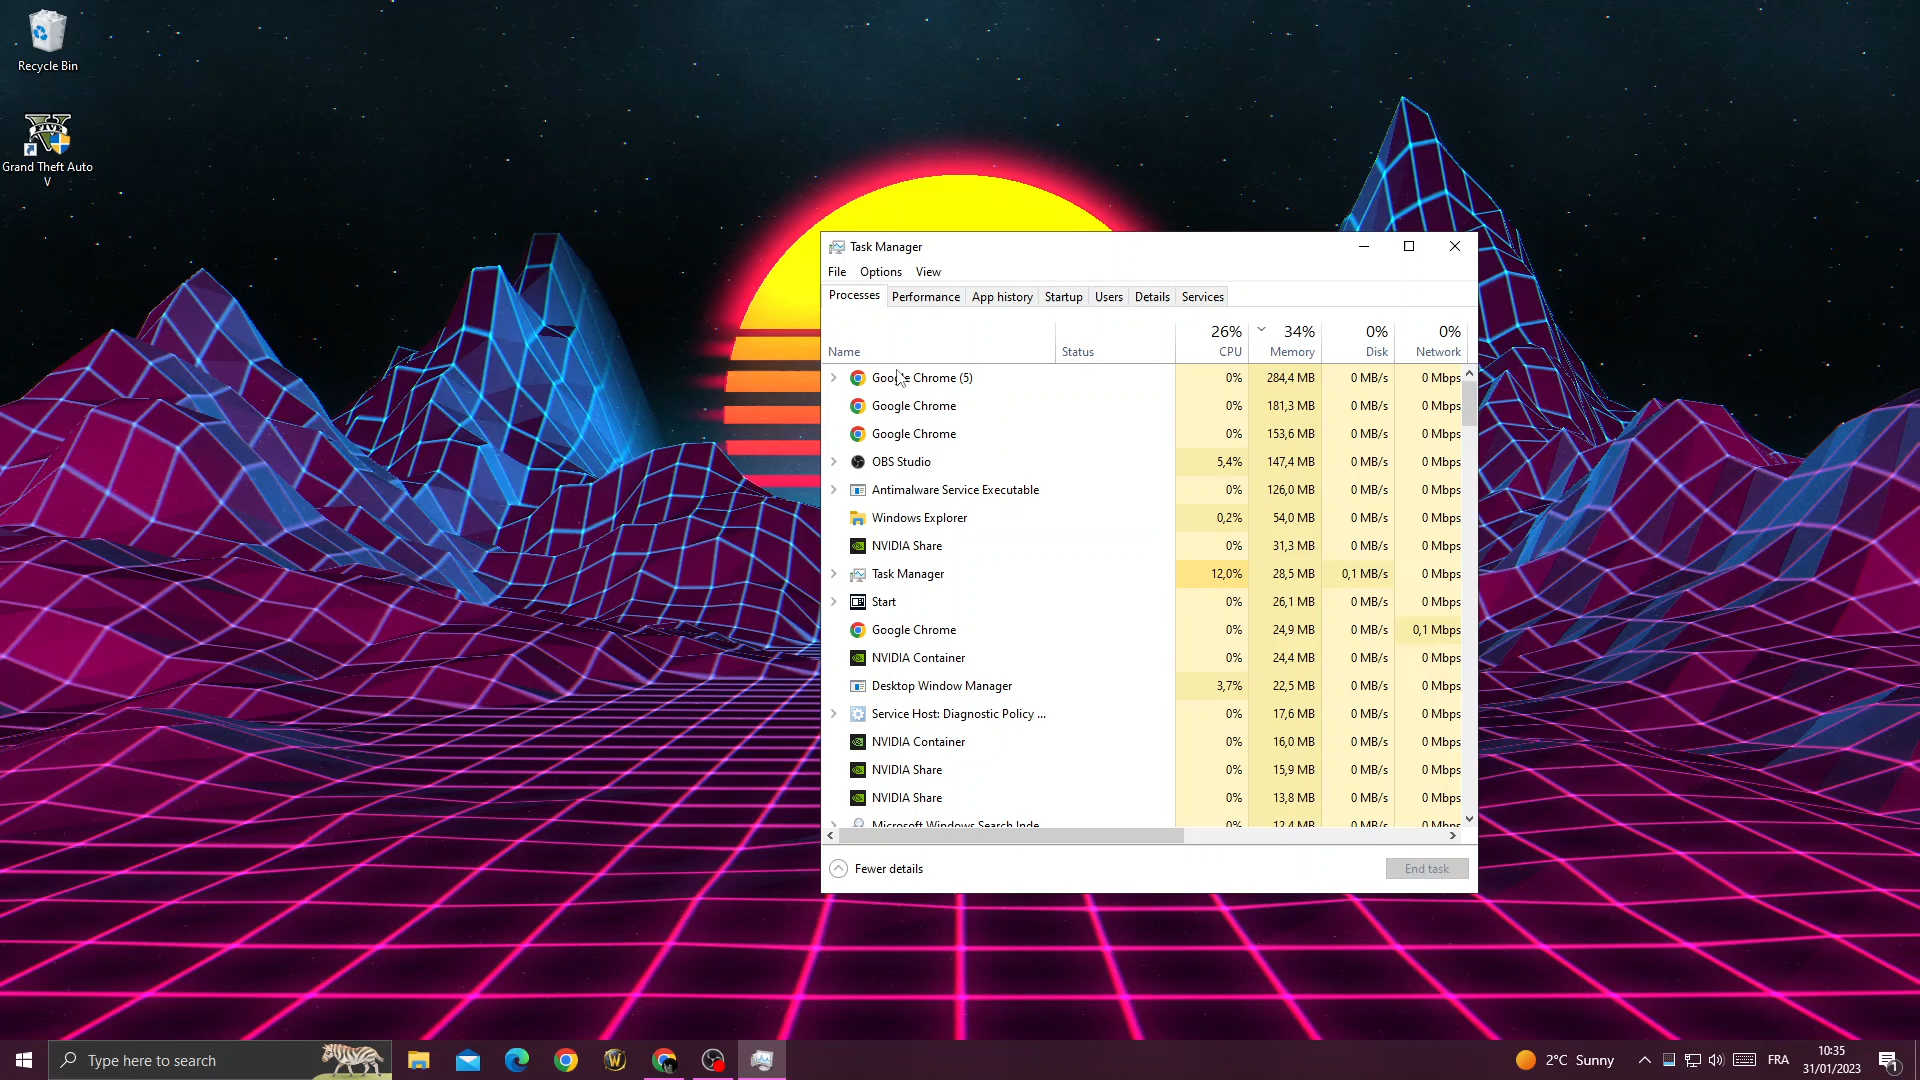 Recycle Bin
FIVE
Grand Theft Auto
V
Task Manager
File Options View
Processes Performance App history Startup Users Details Services
26% 34% 0% 0%
Name Status CPU Memory Disk Network
Google Chrome (5) 0% 284,4 MB 0 MB/s 0 Mbps
Google Chrome 0% 181,3 MB 0 MB/s 0 Mbps
Google Chrome 0% 153,6 MB 0 MB/s 0 Mbps
OBS Studio 5,4% 147,4 MB 0 MB/s 0 Mbps
Antimalware Service Executable 0% 126,0 MB 0 MB/s 0 Mbps
Windows Explorer 0,2% 54,0 MB 0 MB/s 0 Mbps
NVIDIA Share 0% 31,3 MB 0 MB/s 0 Mbps
Task Manager 12,0% 28,5 MB 0,1 MB/s 0 Mbps
Start 0% 26,1 MB 0 MB/s 0 Mbps
Google Chrome 0% 24,9 MB 0 MB/s 0,1 Mbps
NVIDIA Container 0% 24,4 MB 0 MB/s 0 Mbps
Desktop Window Manager 3,7% 22,5 MB 0 MB/s 0 Mbps
Service Host: Diagnostic Policy ... 0% 17,6 MB 0 MB/s 0 Mbps
NVIDIA Container 0% 16,0 MB 0 MB/s 0 Mbps
NVIDIA Share 0% 15,9 MB 0 MB/s 0 Mbps
NVIDIA Share 0% 13,8 MB 0 MB/s 0 Mbps
Microsoft Windows Search Inde... 0% 12,4 MB 0 MB/s 0 Mbps
Fewer details End task
Type here to search 2°C Sunny FRA 10:35
31/01/2023 1